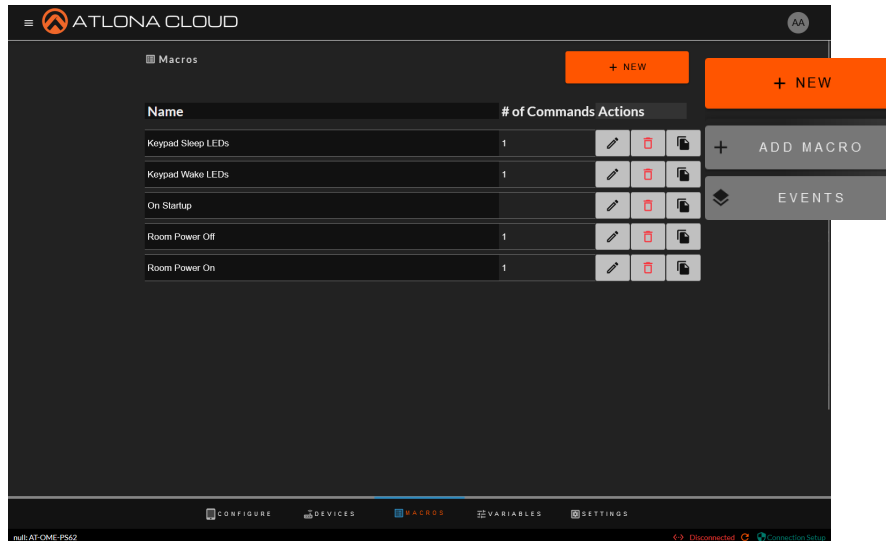 ATLONA CLOUD
AA
Macros
+ NEW
+ NEW
Name # of Commands Actions
Keypad Sleep LEDs 1
+ ADD MACRO
Keypad Wake LEDs 1
EVENTS
On Startup
Room Power Off 1
Room Power On 1
CONFIGURE DEVICES MACROS VARIABLES SETTINGS
null: AT-OME-PS62 Disconnected Connection Setup